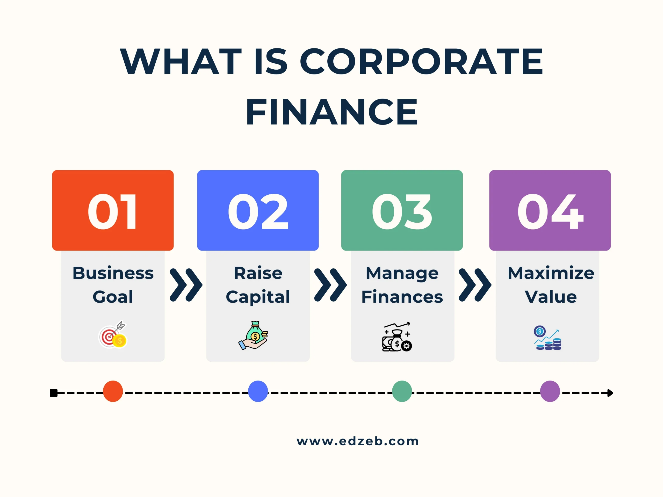 WHAT IS CORPORATE
FINANCE
01
02
03
04
Business
Goal
Raise
Capital
Manage
Finances
Maximize
Value
www.edzeb.com